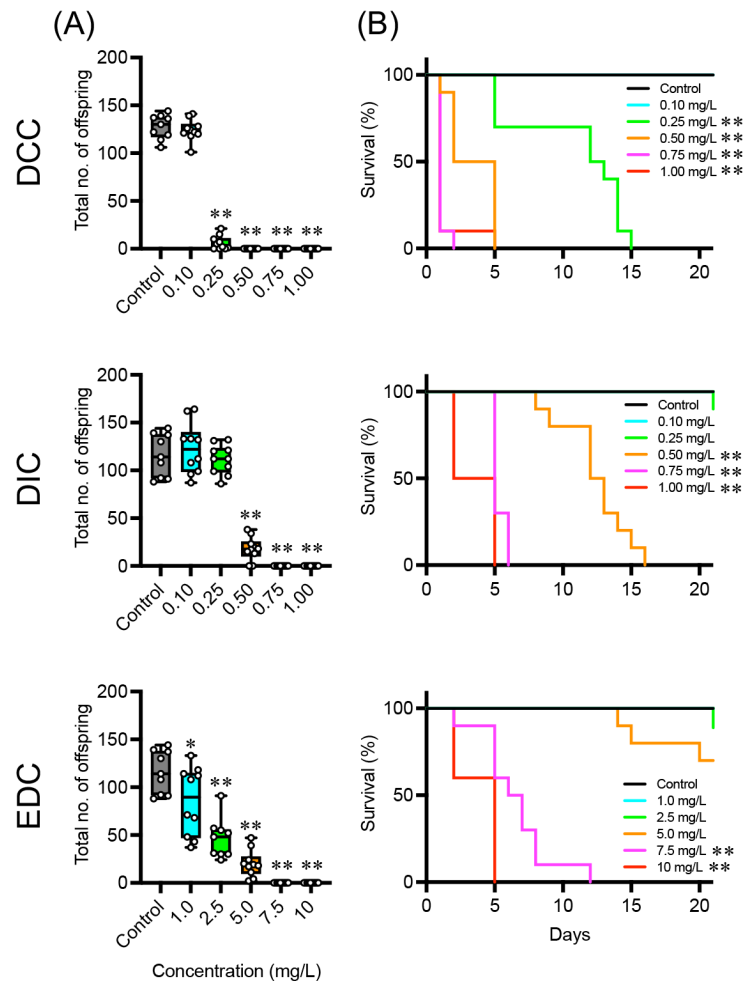 (A)
(B)
DCC
Total no. of offspring
200
150
100
50
0
**
**
**
**
Control
0.10
0.25
0.50
0.75
1.00
Survival (%)
100
50
0
Control
0.10 mg/L
0.25 mg/L **
0.50 mg/L **
0.75 mg/L **
1.00 mg/L **
0 5 10 15 20
DIC
Total no. of offspring
200
150
100
50
0
**
**
**
Control
0.10
0.25
0.50
0.75
1.00
Survival (%)
100
50
0
Control
0.10 mg/L
0.25 mg/L
0.50 mg/L **
0.75 mg/L **
1.00 mg/L **
0 5 10 15 20
EDC
Total no. of offspring
200
150
100
50
0
*
**
**
**
**
Control
1.0
2.5
5.0
7.5
10
Concentration (mg/L)
Survival (%)
100
50
0
Control
1.0 mg/L
2.5 mg/L
5.0 mg/L
7.5 mg/L **
10 mg/L **
0 5 10 15 20
Days